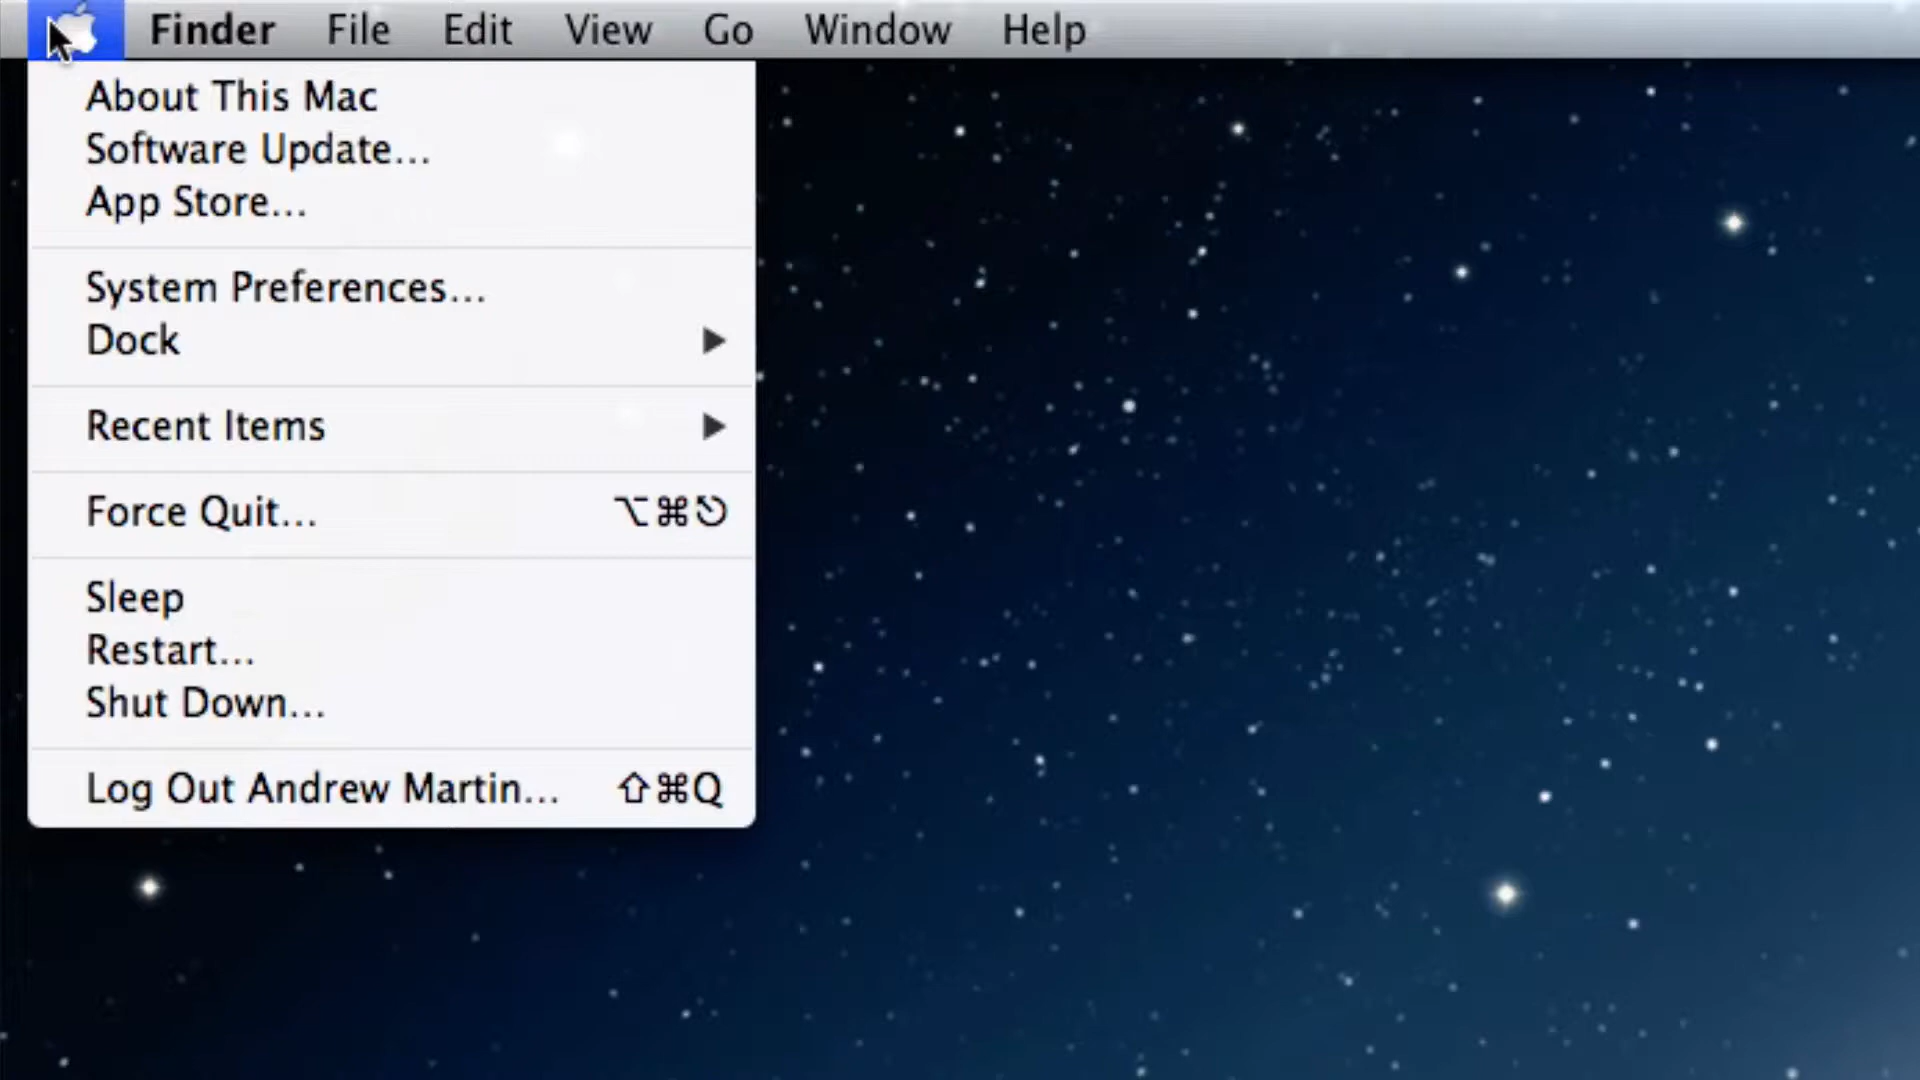 Finder File Edit View Go Window Help
About This Mac
Software Update...
App Store...
System Preferences...
Dock ▶
Recent Items ▶
Force Quit... ⌥⌘⎋
Sleep
Restart...
Shut Down...
Log Out Andrew Martin... ⇧⌘Q